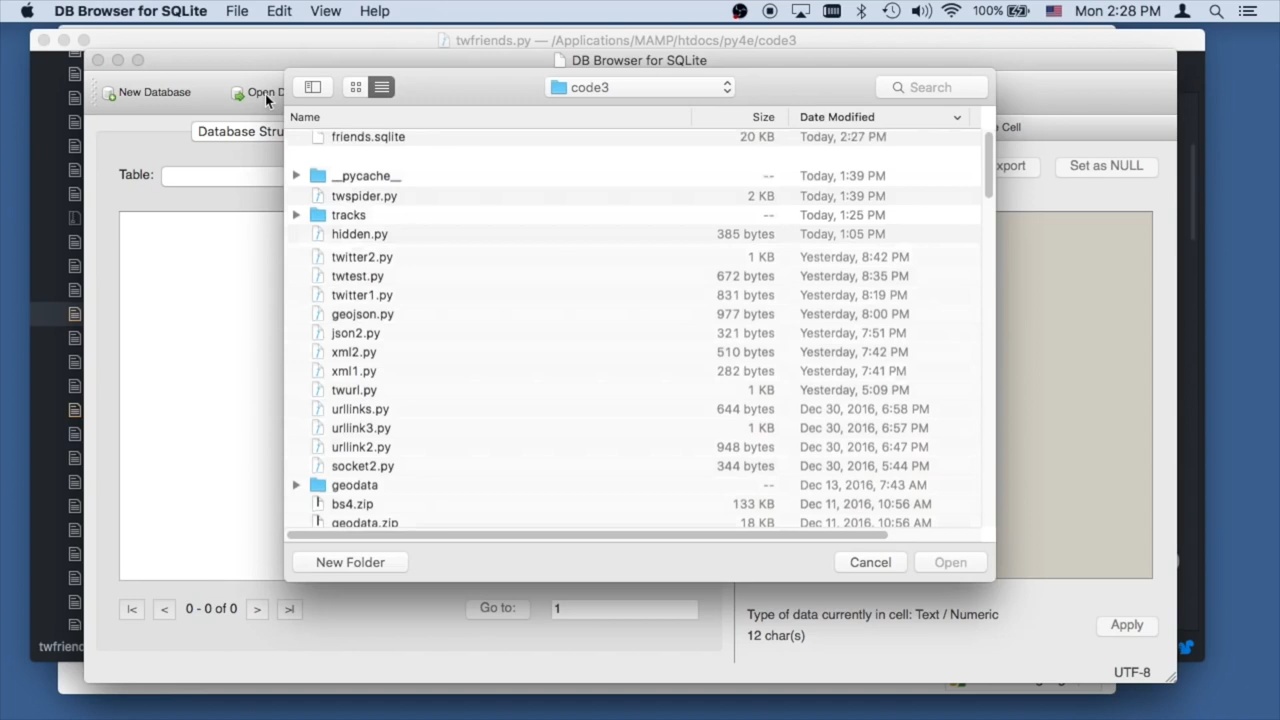 DB Browser for SQLite File Edit View Help 100% Mon 2:28 PM
twfriends.py — /Applications/MAMP/htdocs/py4e/code3
DB Browser for SQLite
New Database Open D code3 Search
Name Size Date Modified
Database Stru Cell
friends.sqlite 20 KB Today, 2:27 PM
Table: Set as NULL
__pycache__ -- Today, 1:39 PM
twspider.py 2 KB Today, 1:39 PM
tracks -- Today, 1:25 PM
hidden.py 385 bytes Today, 1:05 PM
twitter2.py 1 KB Yesterday, 8:42 PM
twtest.py 672 bytes Yesterday, 8:35 PM
twitter1.py 831 bytes Yesterday, 8:19 PM
geojson.py 977 bytes Yesterday, 8:00 PM
json2.py 321 bytes Yesterday, 7:51 PM
xml2.py 510 bytes Yesterday, 7:42 PM
xml1.py 282 bytes Yesterday, 7:41 PM
twurl.py 1 KB Yesterday, 5:09 PM
urllinks.py 644 bytes Dec 30, 2016, 6:58 PM
urllink3.py 1 KB Dec 30, 2016, 6:57 PM
urllink2.py 948 bytes Dec 30, 2016, 6:47 PM
socket2.py 344 bytes Dec 30, 2016, 5:44 PM
geodata -- Dec 13, 2016, 7:43 AM
bs4.zip 133 KB Dec 11, 2016, 10:56 AM
geodata.zip 18 KB Dec 11, 2016, 10:56 AM
New Folder Cancel Open
|< < 0 - 0 of 0 > >| Go to: 1
Type of data currently in cell: Text / Numeric
12 char(s)
Apply
twfriend
UTF-8